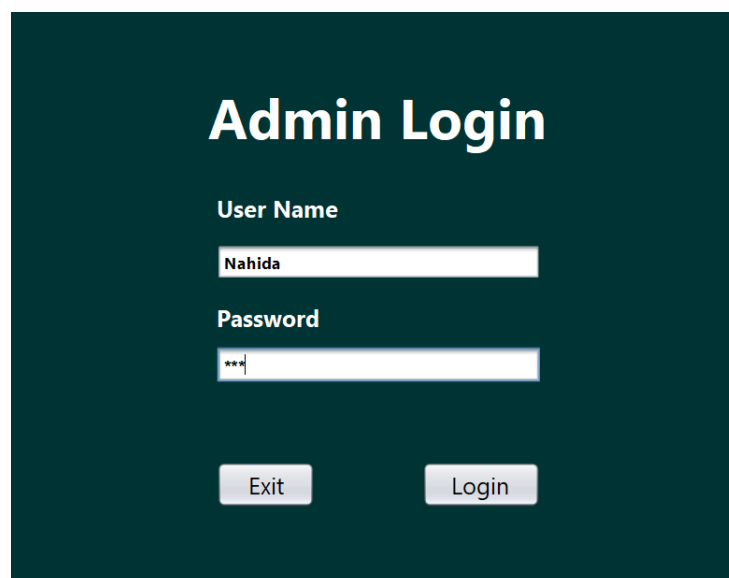 Admin Login
User Name
Nahida
Password
***
Exit
Login